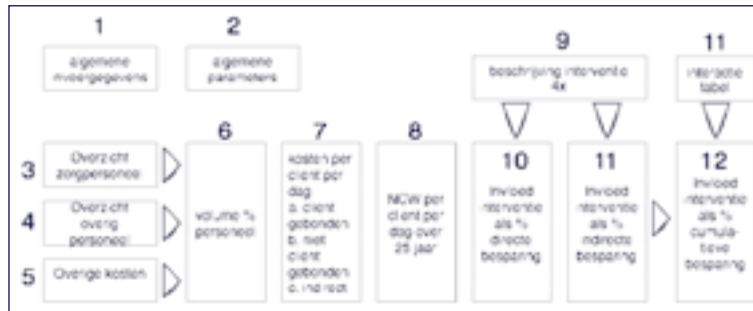 1
algemene
invoergegevens
2
algemene
parameters
9
beschrijving interventie
4x
11
interactie
tabel
3
Overzicht
zorgpersoneel
4
Overzicht
overig
personeel
5
Overige kosten
6
volume %
personeel
7
kosten per
client per
dag
a. client
gebonden
b. niet
client
gebonden
c. indirect
8
NCW per
client per
dag over
25 jaar
10
Invloed
interventie
als %
directe
besparing
11
Invloed
interventie
als %
indirecte
besparing
12
Invloed
interventie
als %
cumula-
tieve
besparing